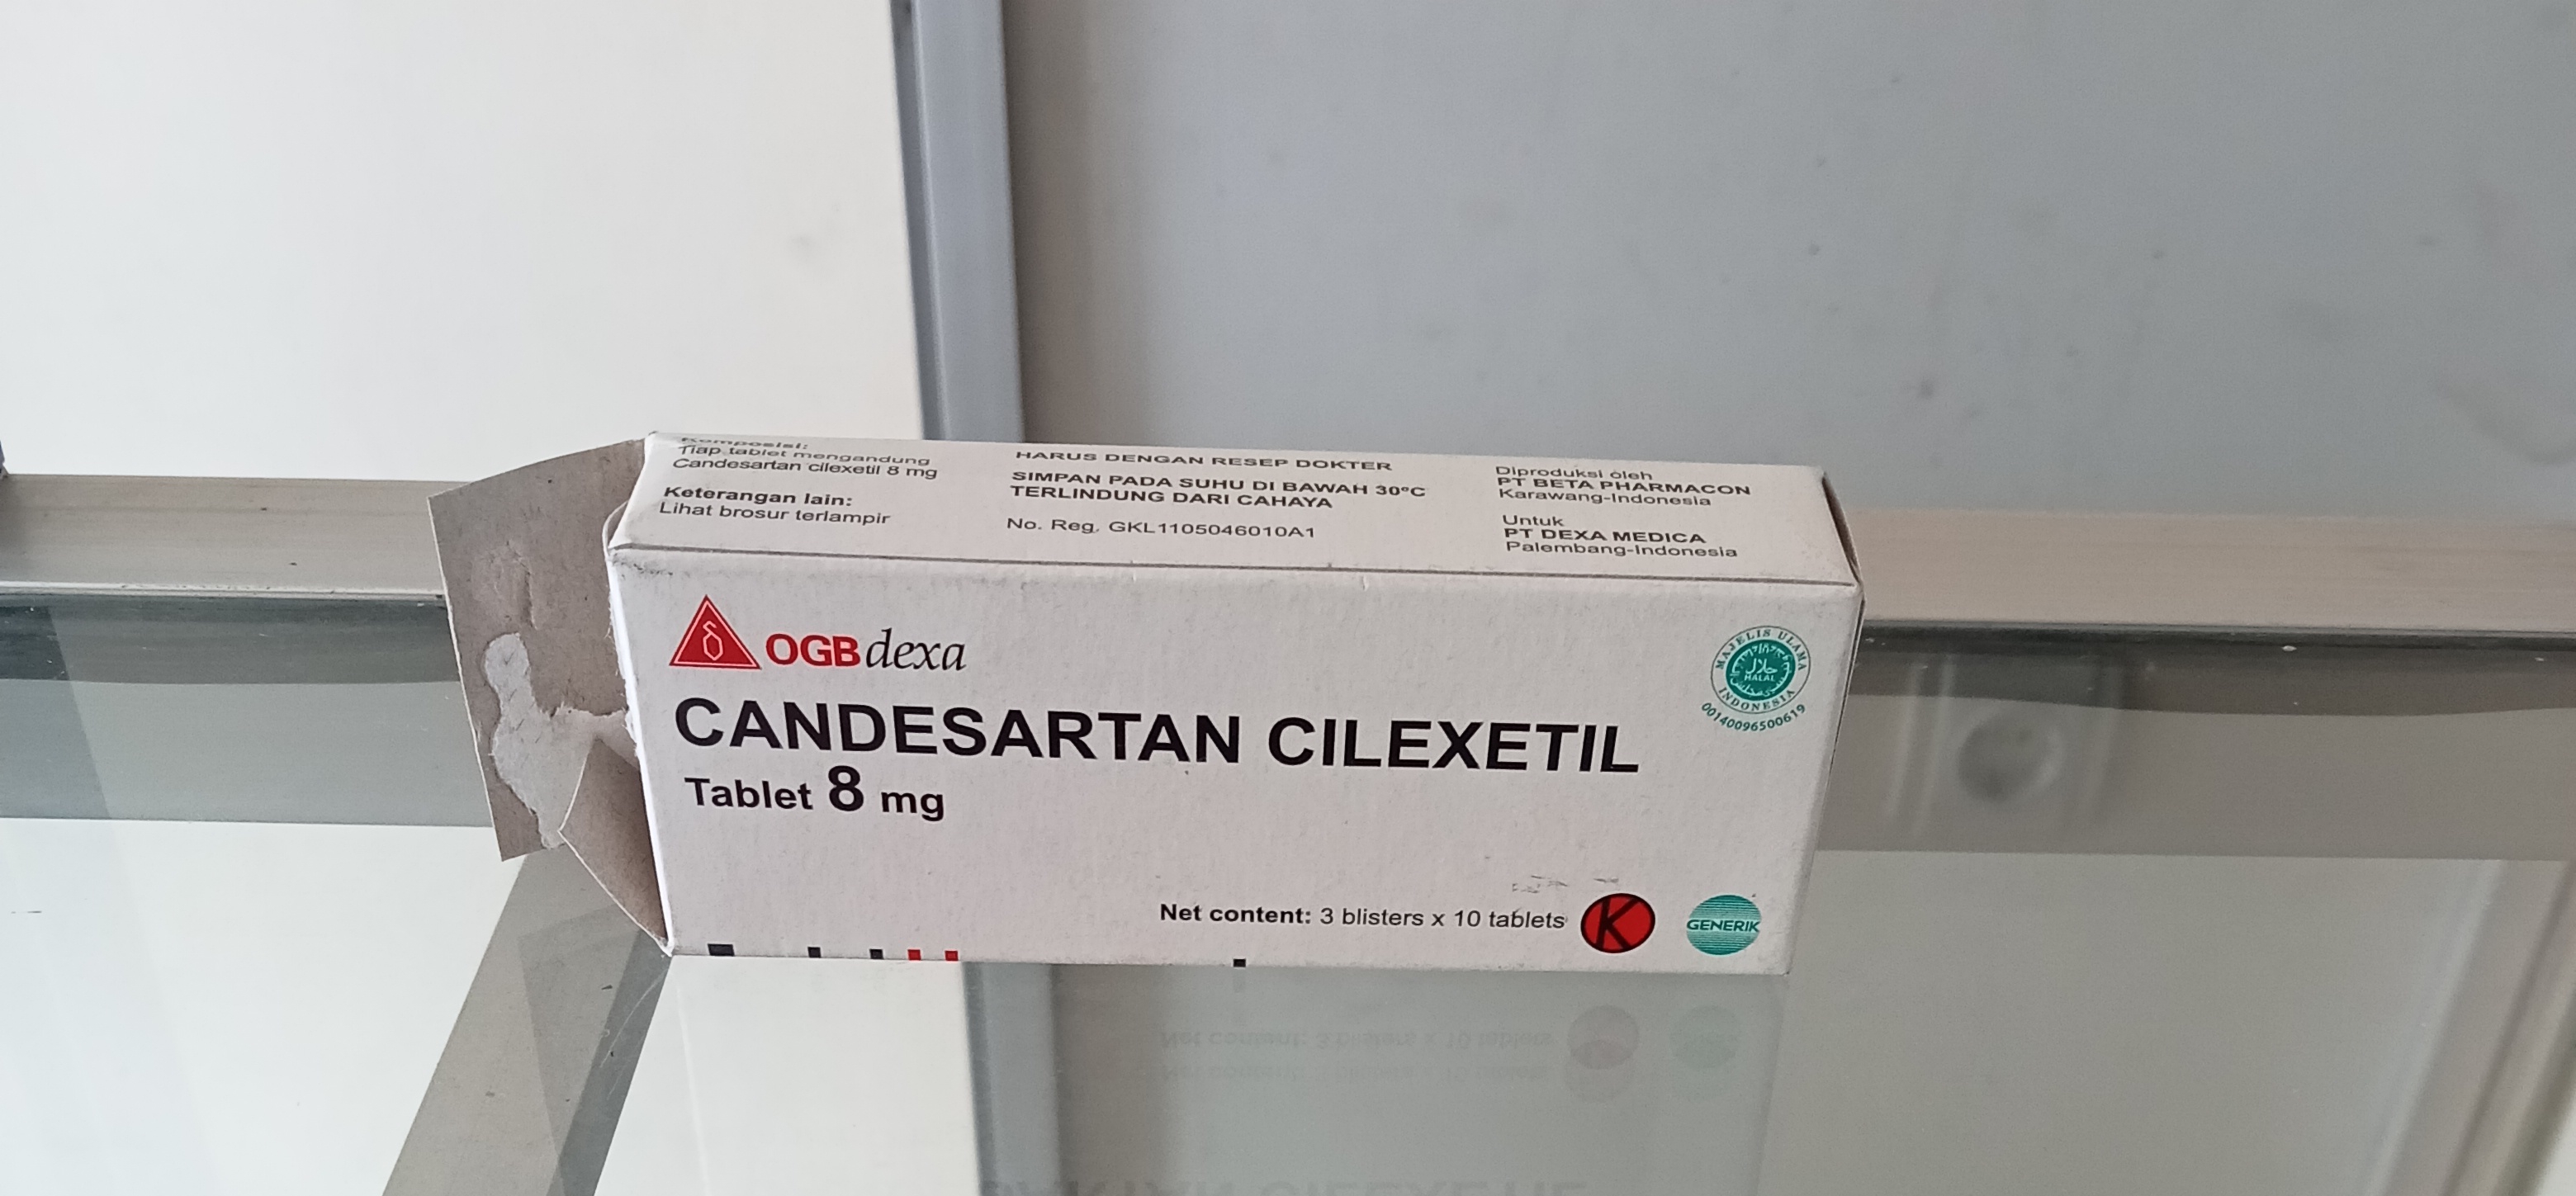 Komposisi:
Tiap tablet mengandung
Candesartan cilexetil 8 mg
Keterangan lain:
Lihat brosur terlampir
HARUS DENGAN RESEP DOKTER
SIMPAN PADA SUHU DI BAWAH 30°C
TERLINDUNG DARI CAHAYA
No. Reg. GKL1105046010A1
Diproduksi oleh
PT BETA PHARMACON
Karawang-Indonesia
Untuk
PT DEXA MEDICA
Palembang-Indonesia
OGBdexa
CANDESARTAN CILEXETIL
Tablet 8 mg
MAJELIS ULAMA
حلال
HALAL
INDONESIA
00140096500619
Net content: 3 blisters x 10 tablets
K
GENERIK